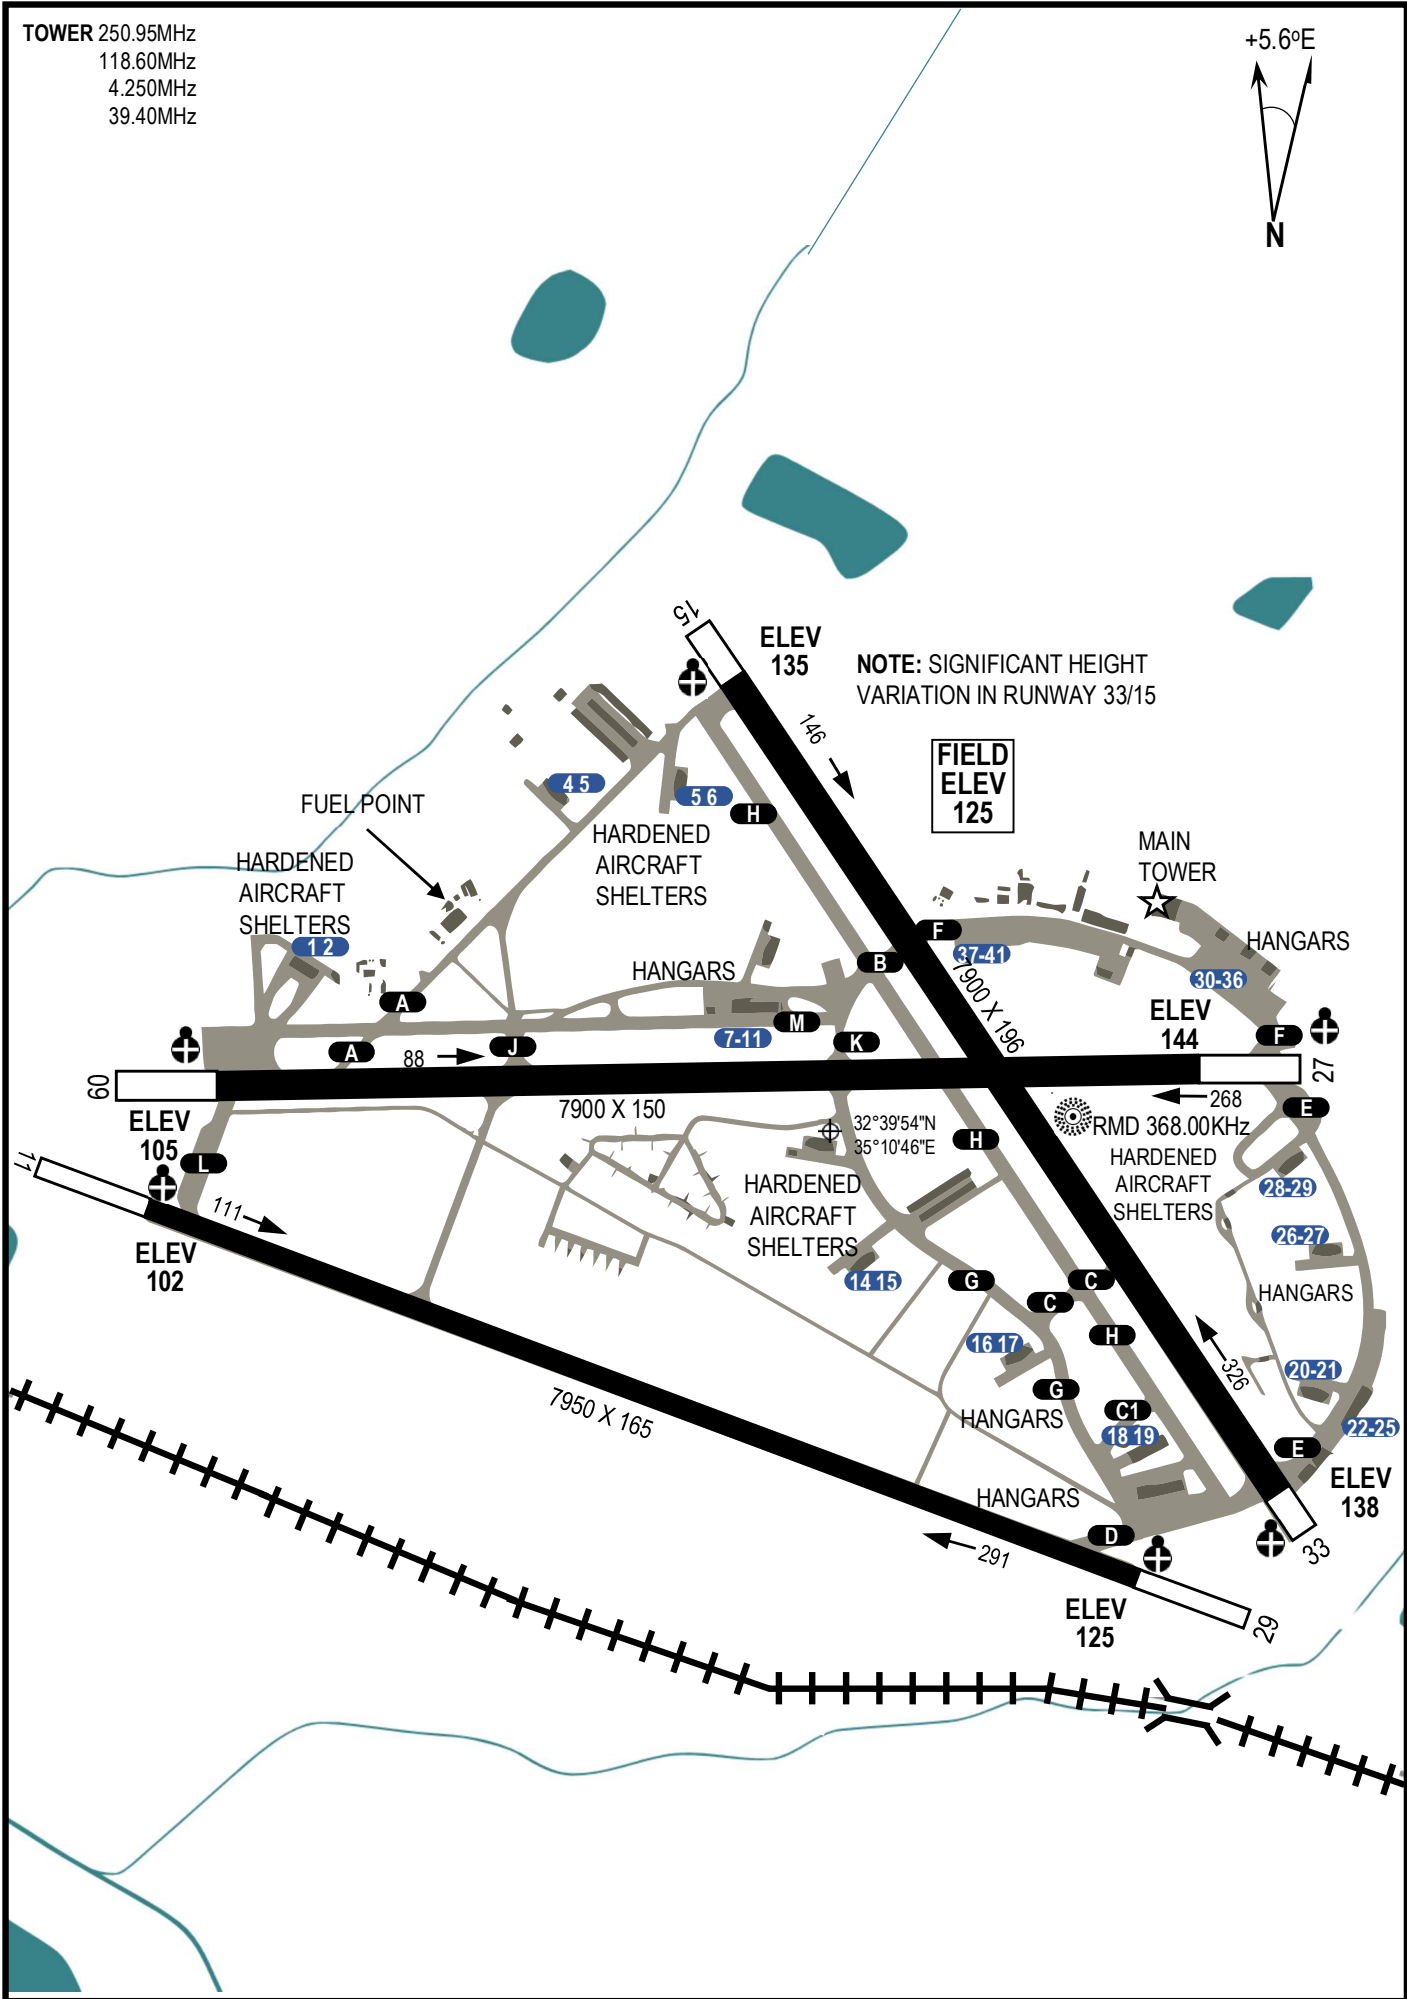 TOWER 250.95MHz
118.60MHz
4.250MHz
39.40MHz
+5.6ºE
N
15
ELEV
135
NOTE: SIGNIFICANT HEIGHT
VARIATION IN RUNWAY 33/15
146
FIELD
ELEV
125
4 5
5 6
H
FUEL POINT
HARDENED
AIRCRAFT
SHELTERS
HARDENED
AIRCRAFT
SHELTERS
MAIN
TOWER
1 2
F
37-41
HANGARS
HANGARS
B
30-36
A
7900 X 196
ELEV
144
M
7-11
K
F
A
88
J
27
09
268
E
7900 X 150
ELEV
105
32°39'54"N
35°10'46"E
RMD 368.00KHz
H
L
11
HARDENED
AIRCRAFT
SHELTERS
HARDENED
AIRCRAFT
SHELTERS
28-29
111
26-27
ELEV
102
14 15
G
C
C
HANGARS
H
16 17
326
20-21
G
7950 X 165
HANGARS
C1
18 19
22-25
E
ELEV
138
HANGARS
D
291
33
ELEV
125
29